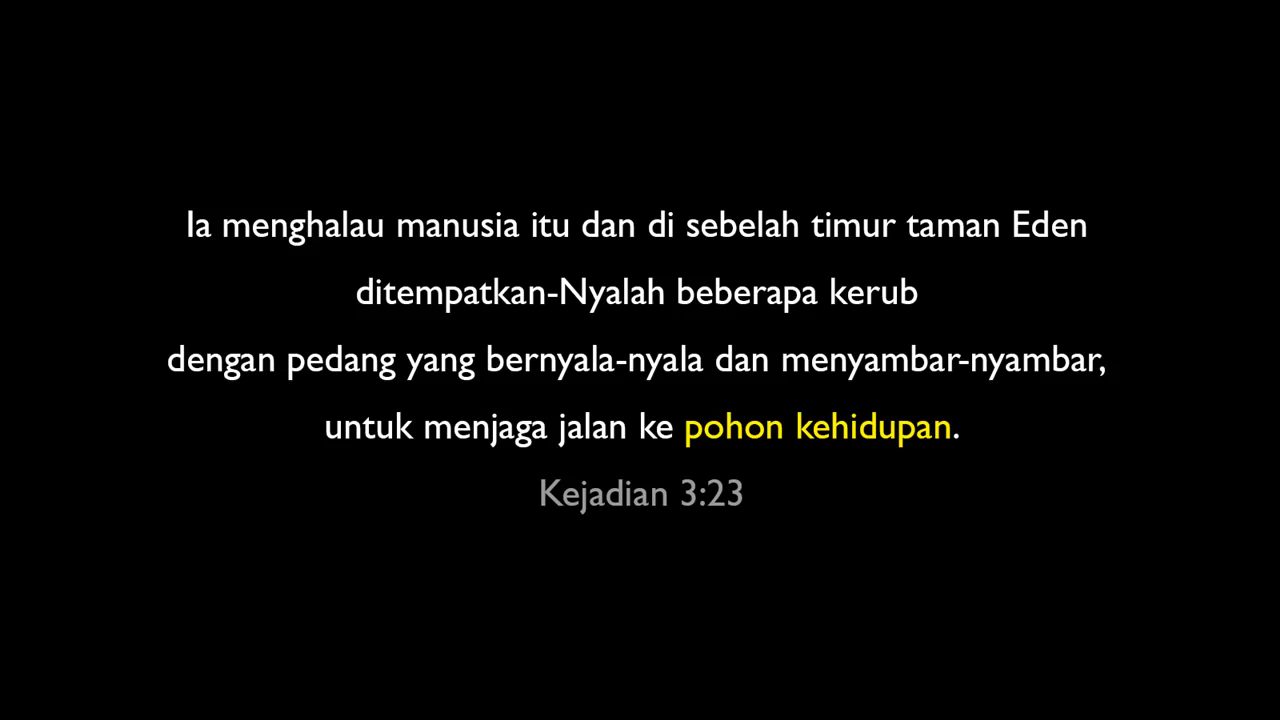 Ia menghalau manusia itu dan di sebelah timur taman Eden
ditempatkan-Nyalah beberapa kerub
dengan pedang yang bernyala-nyala dan menyambar-nyambar,
untuk menjaga jalan ke pohon kehidupan.
Kejadian 3:23